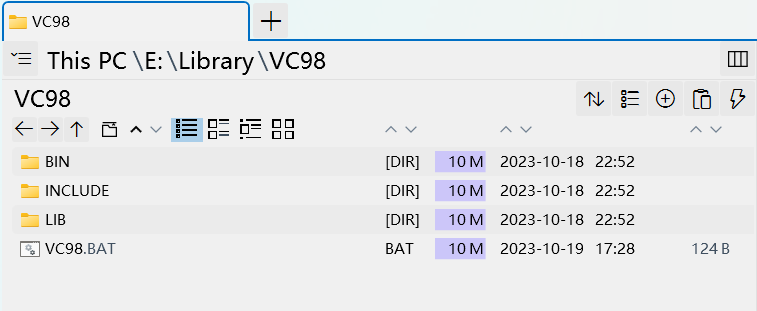 VC98
This PC \E: \Library \VC98
VC98
BIN [DIR] 10 M 2023-10-18 22:52
INCLUDE [DIR] 10 M 2023-10-18 22:52
LIB [DIR] 10 M 2023-10-18 22:52
VC98.BAT BAT 10 M 2023-10-19 17:28 124 B